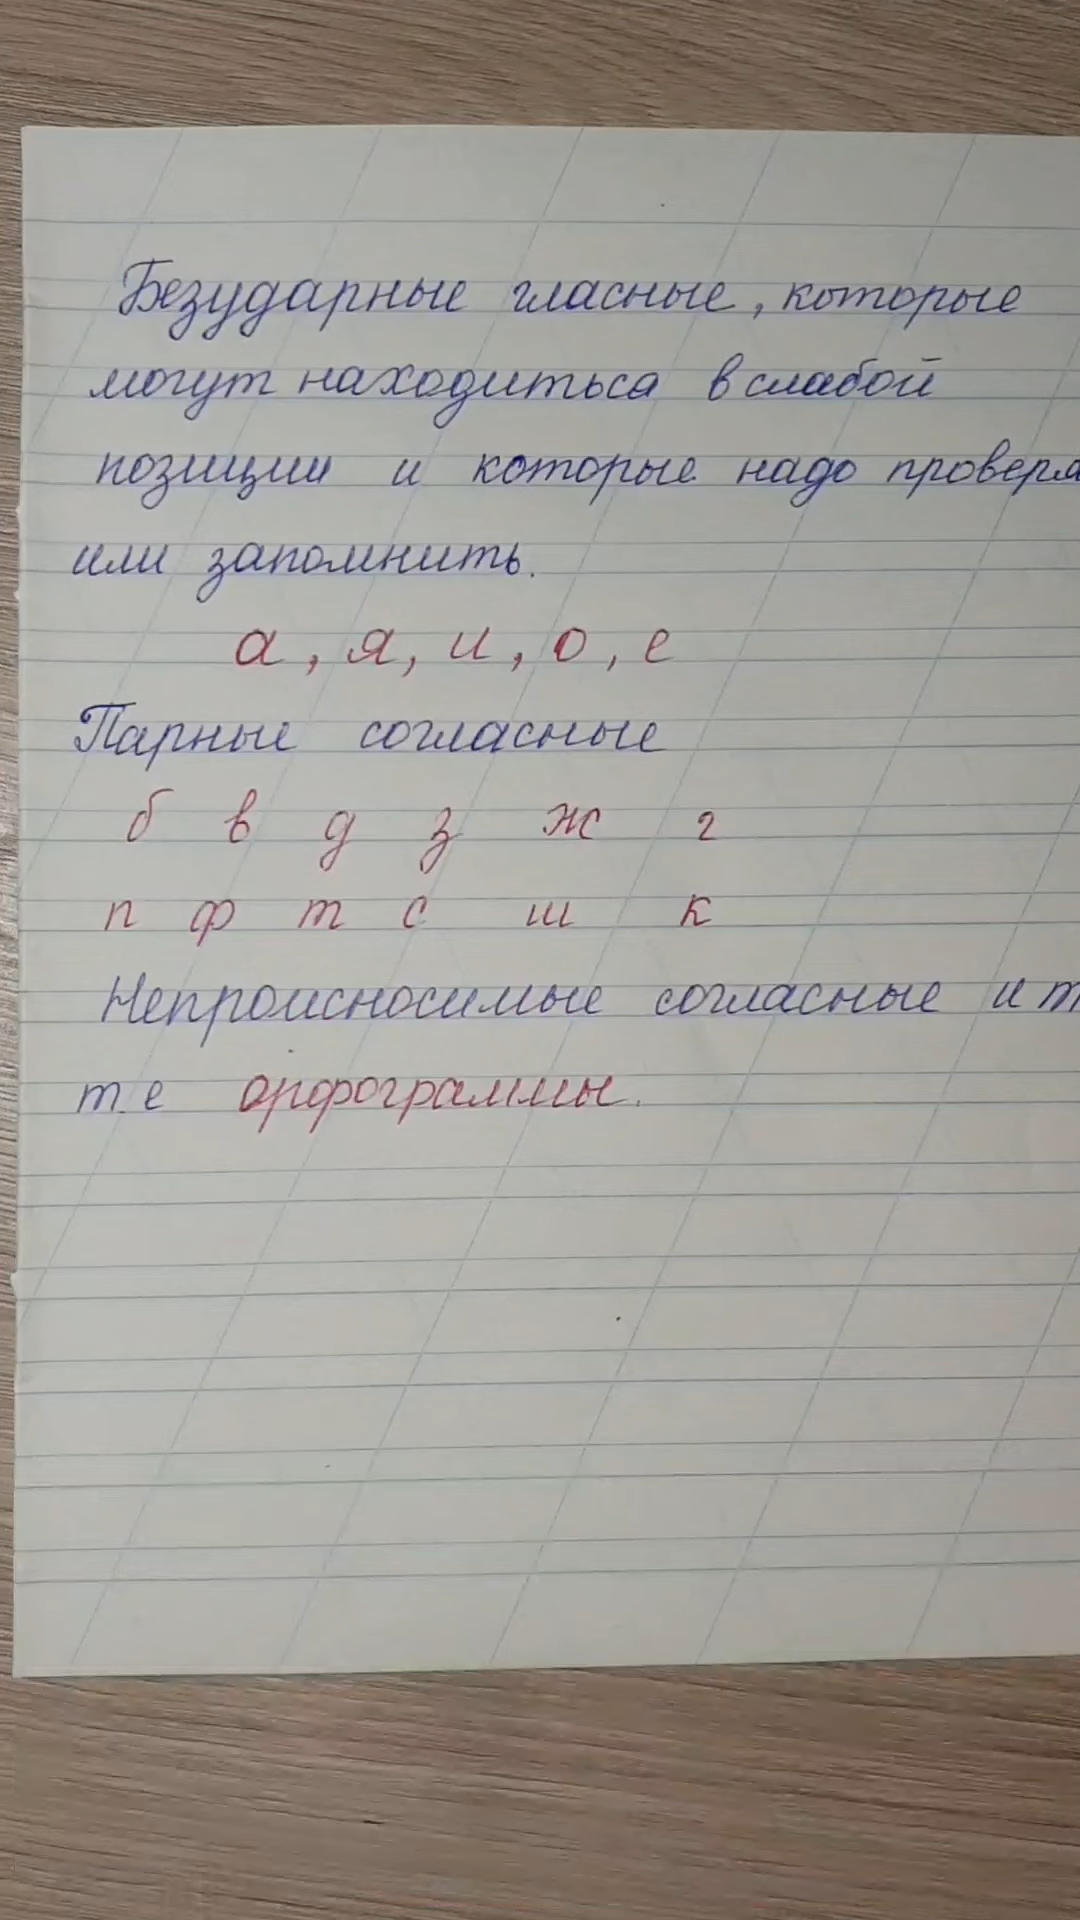 Безударные гласные, которые
могут находиться в слабой
позиции и которые надо проверя
или запомнить.
а, я, и, о, е
Парные согласные
б в д з ж г
п ф т с ш к
Непроисносимые согласные и т
т.е орфограммы.